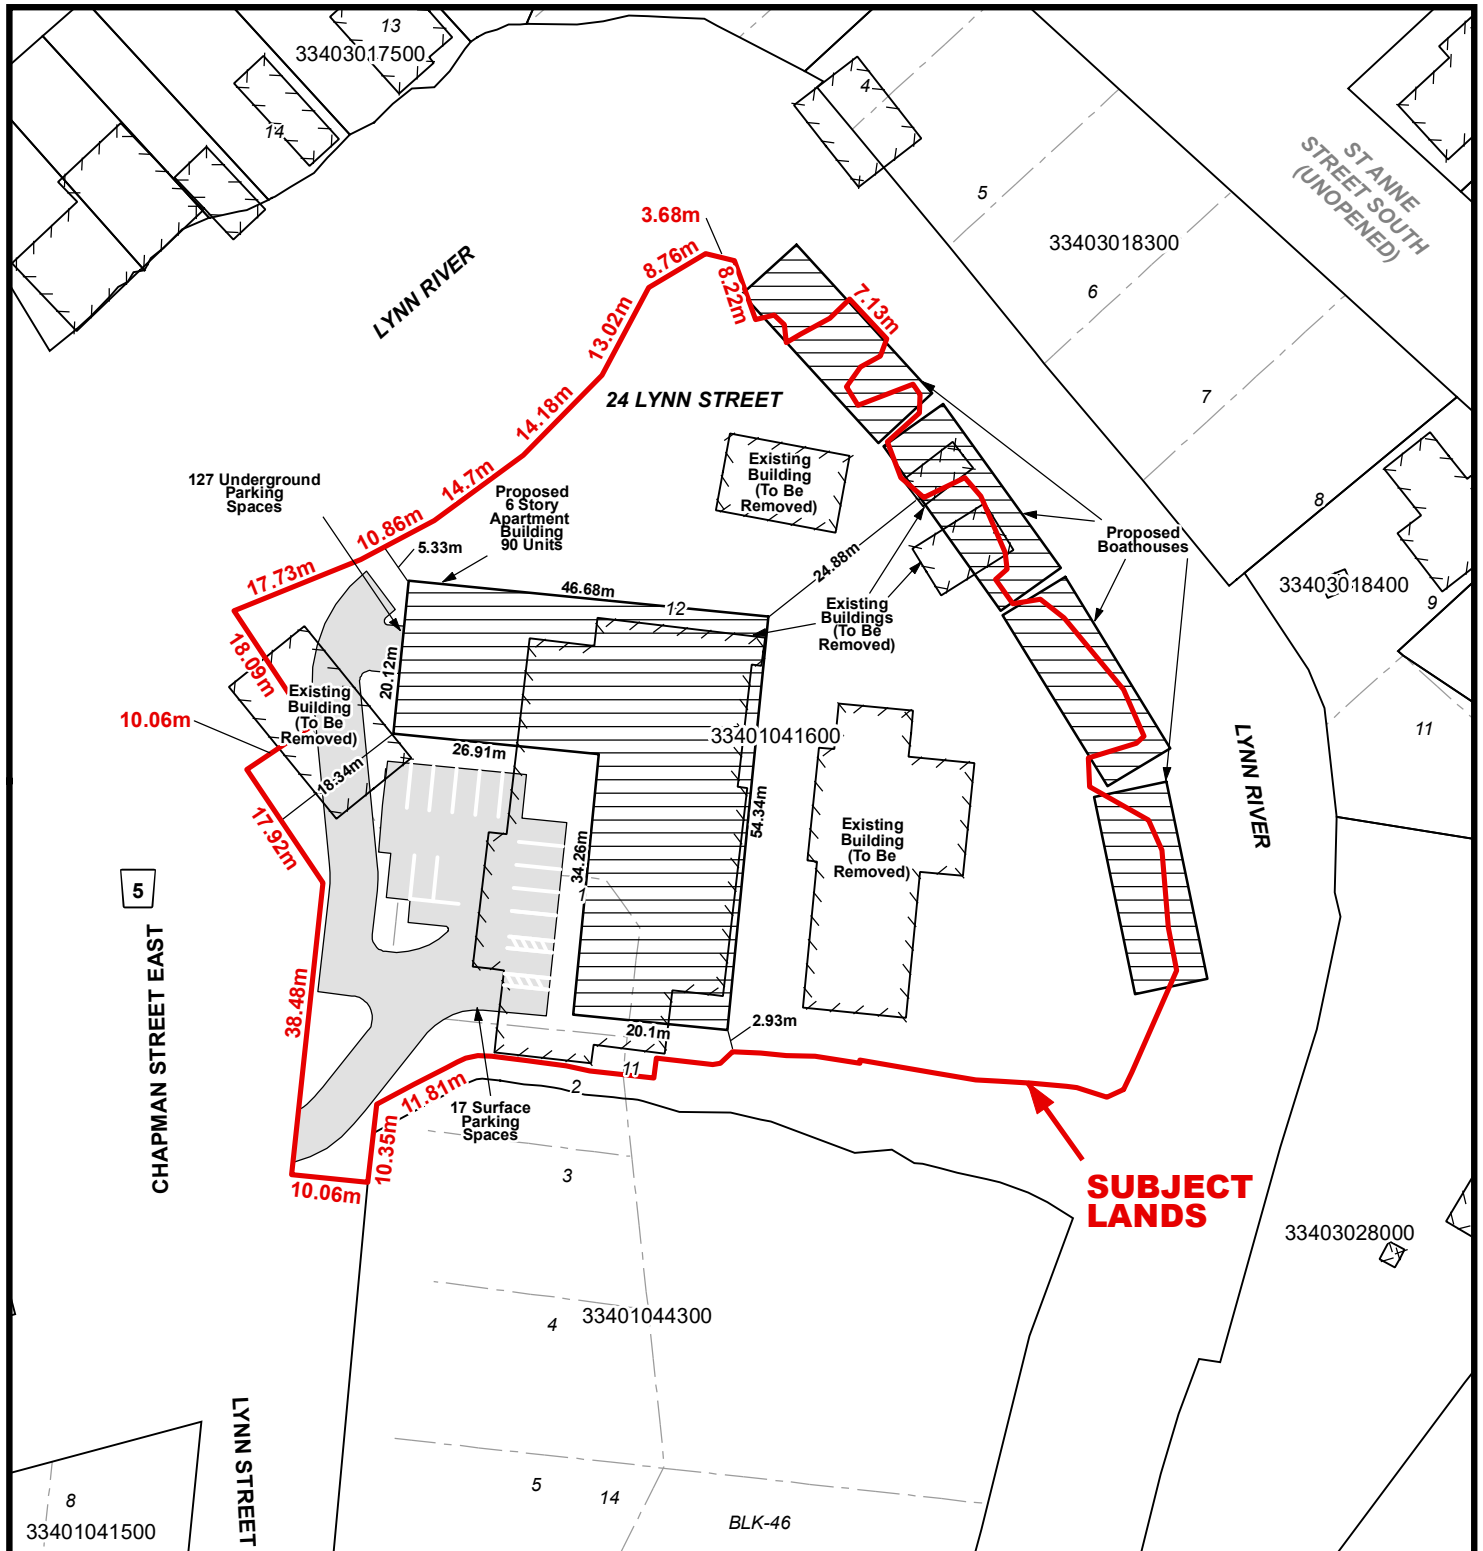 13
33403017500
14
4
ST ANNE
STREET SOUTH
(UNOPENED)
5
3.68m
33403018300
8.76m
LYNN RIVER
8.22m
6
7.13m
13.02m
7
24 LYNN STREET
14.18m
Existing
Building
(To Be
Removed)
127 Underground
Parking
Spaces
14.7m
Proposed
6 Story
Apartment
Building
90 Units
8
10.86m
5.33m
Proposed
Boathouses
24.88m
17.73m
46.68m
12
33403018400
9
Existing
Buildings
(To Be
Removed)
18.09m
20.12m
Existing
Building
(To Be
Removed)
10.06m
33401041600
11
26.91m
18.34m
LYNN RIVER
54.34m
17.92m
34.26m
Existing
Building
(To Be
Removed)
5
1
CHAPMAN STREET EAST
38.48m
20.1m
2.93m
11
2
11.81m
17 Surface
Parking
Spaces
10.35m
3
10.06m
SUBJECT
LANDS
33403028000
4
33401044300
LYNN STREET
5
14
8
33401041500
BLK-46